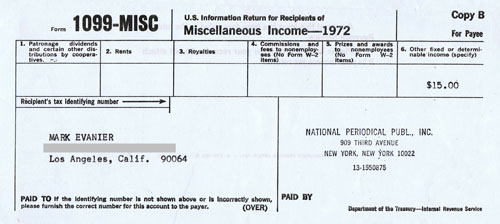 Form 1099-MISC
U.S. Information Return for Recipients of
Miscellaneous Income—1972
Copy B
For Payee
1. Patronage dividends and certain other distributions by cooperatives.
2. Rents
3. Royalties
4. Commissions and fees to nonemployees (No Form W-2 items)
5. Prizes and awards to nonemployees (No Form W-2 items)
6. Other fixed or determinable income (specify)
$15.00
Recipient's tax identifying number
MARK EVANIER
Los Angeles, Calif. 90064
NATIONAL PERIODICAL PUBL., INC.
909 THIRD AVENUE
NEW YORK, NEW YORK 10022
13-1550875
PAID TO If the identifying number is not shown above or is incorrectly shown,
please furnish the correct number for this account to the payer. (OVER)
PAID BY
Department of the Treasury—Internal Revenue Service